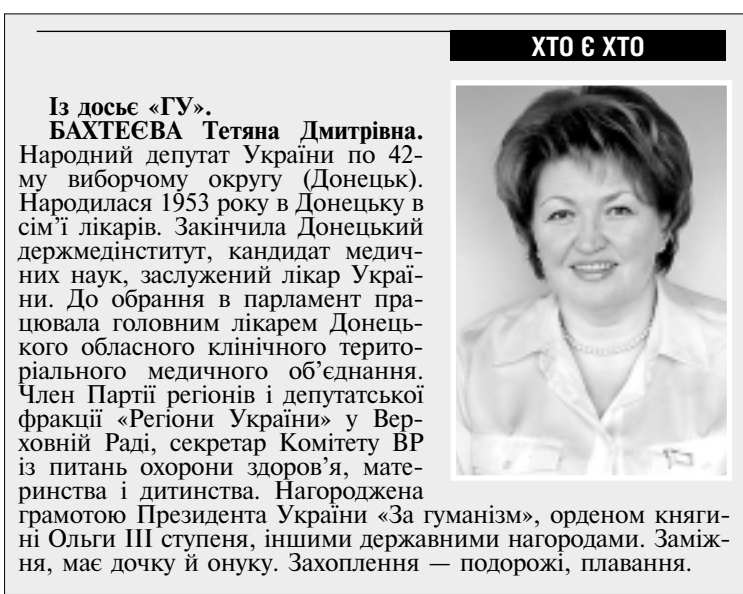 ХТО Є ХТО
Із досьє «ГУ».
БАХТЕЄВА Тетяна Дмитрівна.
Народний депутат України по 42-
му виборчому округу (Донецьк).
Народилася 1953 року в Донецьку в
сім’ї лікарів. Закінчила Донецький
держмедінститут, кандидат медич-
них наук, заслужений лікар Украї-
ни. До обрання в парламент пра-
цювала головним лікарем Донець-
кого обласного клінічного терито-
ріального медичного об’єднання.
Член Партії регіонів і депутатської
фракції «Регіони України» у Вер-
ховній Раді, секретар Комітету ВР
із питань охорони здоров’я, мате-
ринства і дитинства. Нагороджена
грамотою Президента України «За гуманізм», орденом княги-
ні Ольги III ступеня, іншими державними нагородами. Заміж-
ня, має дочку й онуку. Захоплення — подорожі, плавання.